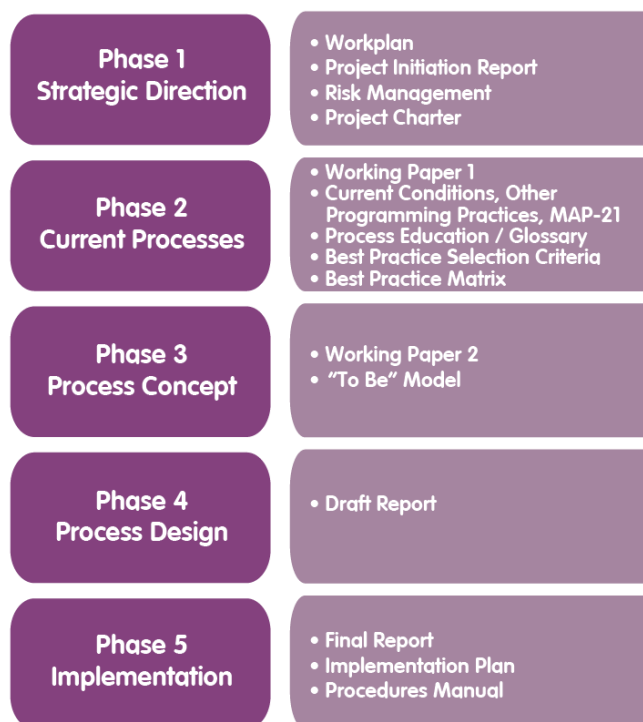 Phase 1
Strategic Direction
• Workplan
• Project Initiation Report
• Risk Management
• Project Charter
Phase 2
Current Processes
• Working Paper 1
• Current Conditions, Other
Programming Practices, MAP-21
• Process Education / Glossary
• Best Practice Selection Criteria
• Best Practice Matrix
Phase 3
Process Concept
• Working Paper 2
• “To Be” Model
Phase 4
Process Design
• Draft Report
Phase 5
Implementation
• Final Report
• Implementation Plan
• Procedures Manual